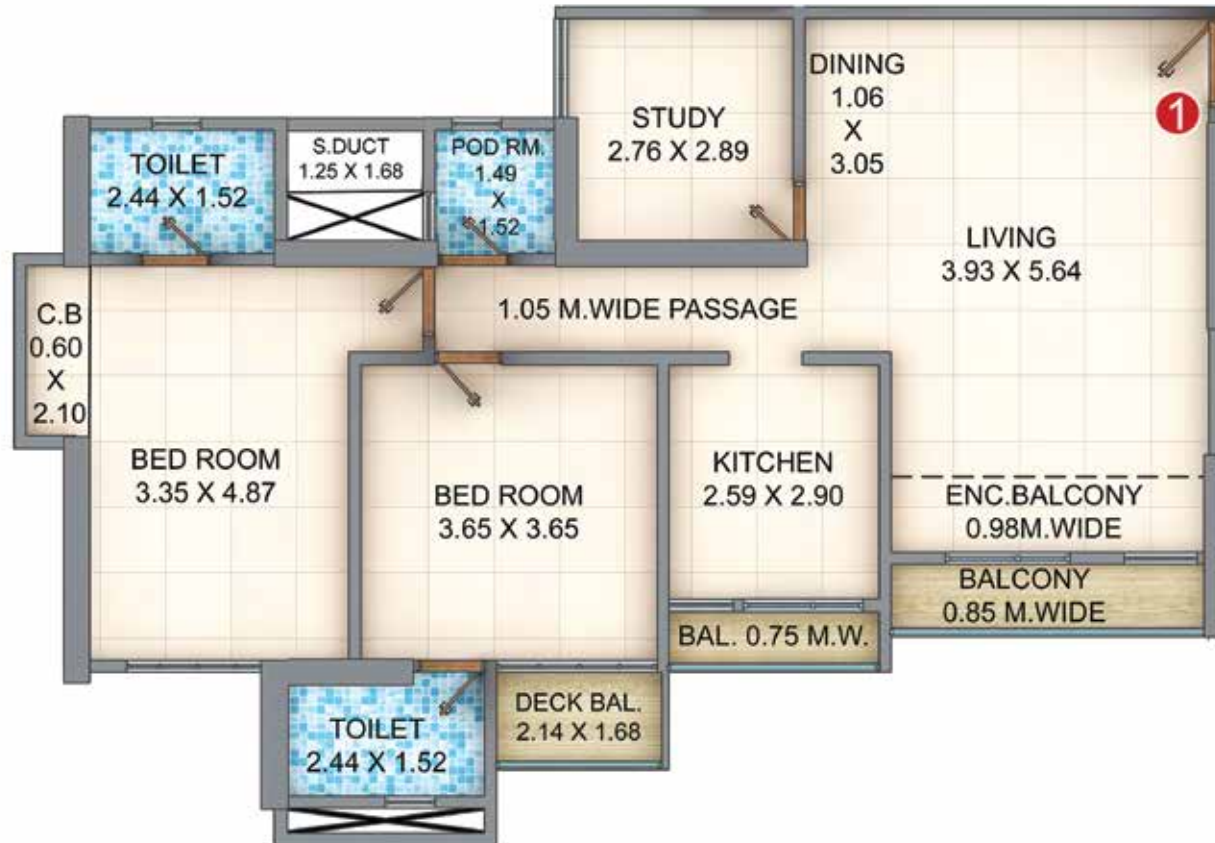 DINING
1.06
X
3.05
1
STUDY
2.76 X 2.89
TOILET
2.44 X 1.52
S.DUCT
1.25 X 1.68
POD RM.
1.49
X
1.52
LIVING
3.93 X 5.64
1.05 M.WIDE PASSAGE
C.B
0.60
X
2.10
BED ROOM
3.35 X 4.87
BED ROOM
3.65 X 3.65
KITCHEN
2.59 X 2.90
ENC.BALCONY
0.98M.WIDE
BALCONY
0.85 M.WIDE
BAL. 0.75 M.W.
DECK BAL.
2.14 X 1.68
TOILET
2.44 X 1.52